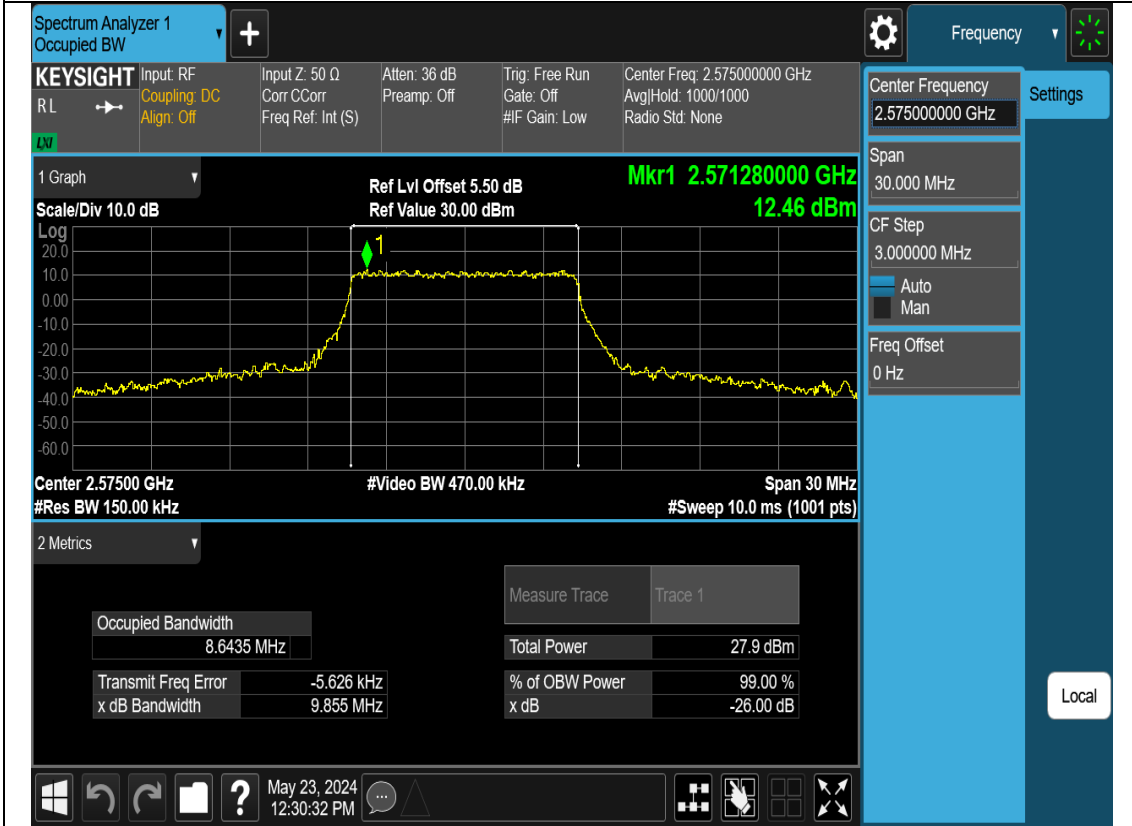 Spectrum Analyzer 1
Occupied BW
+
Frequency
KEYSIGHT
R L
LXI
Input: RF
Coupling: DC
Align: Off
Input Z: 50 Ω
Corr CCorr
Freq Ref: Int (S)
Atten: 36 dB
Preamp: Off
Trig: Free Run
Gate: Off
#IF Gain: Low
Center Freq: 2.575000000 GHz
Avg|Hold: 1000/1000
Radio Std: None
Center Frequency
2.575000000 GHz
Settings
Span
30.000 MHz
CF Step
3.000000 MHz
Auto
Man
Freq Offset
0 Hz
Local
1 Graph
Scale/Div 10.0 dB
Ref Lvl Offset 5.50 dB
Ref Value 30.00 dBm
Mkr1 2.571280000 GHz
12.46 dBm
Log
1
20.0
10.0
0.00
-10.0
-20.0
-30.0
-40.0
-50.0
-60.0
Center 2.57500 GHz
#Res BW 150.00 kHz
#Video BW 470.00 kHz
Span 30 MHz
#Sweep 10.0 ms (1001 pts)
2 Metrics
Measure Trace Trace 1
Occupied Bandwidth
8.6435 MHz
Total Power 27.9 dBm
Transmit Freq Error -5.626 kHz
% of OBW Power 99.00 %
x dB Bandwidth 9.855 MHz
x dB -26.00 dB
?
May 23, 2024
12:30:32 PM